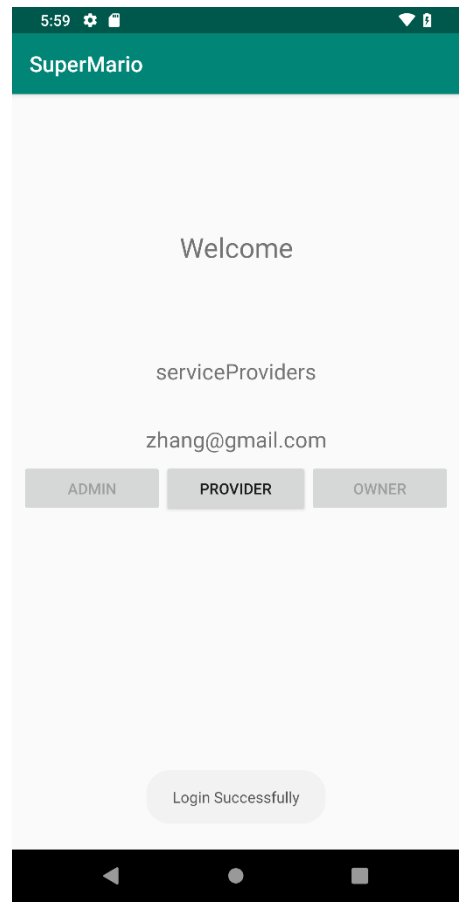 5:59
SuperMario
Welcome
serviceProviders
zhang@gmail.com
ADMIN PROVIDER OWNER
Login Successfully